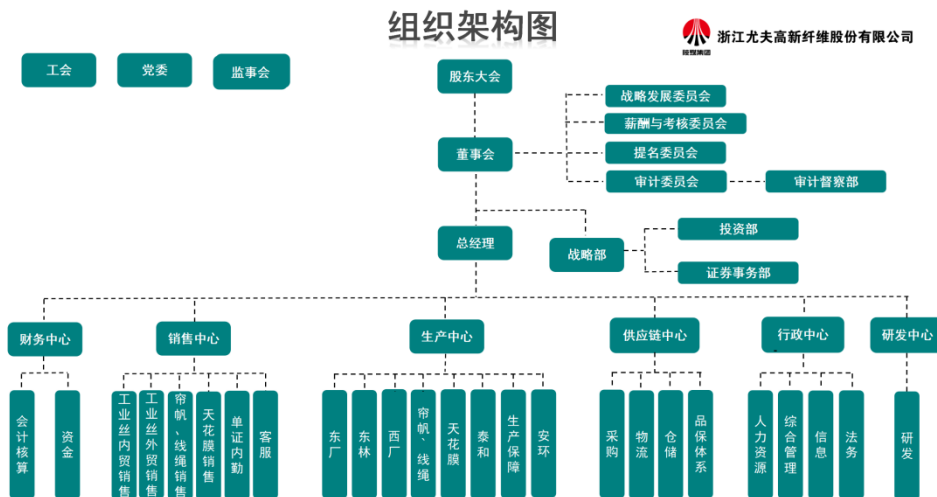 组织架构图
陕煤集团
浙江尤夫高新纤维股份有限公司
工会
党委
监事会
股东大会
战略发展委员会
薪酬与考核委员会
董事会
提名委员会
审计委员会
审计督察部
总经理
战略部
投资部
证券事务部
财务中心
销售中心
生产中心
供应链中心
行政中心
研发中心
会计核算
资金
工业丝内贸销售
工业丝外贸销售
帘帆、线绳销售
天花膜销售
单证内勤
客服
东厂
东林
西厂
帘帆、线绳
天花膜
泰和
生产保障
安环
采购
物流
仓储
品保体系
人力资源
综合管理
信息
法务
研发